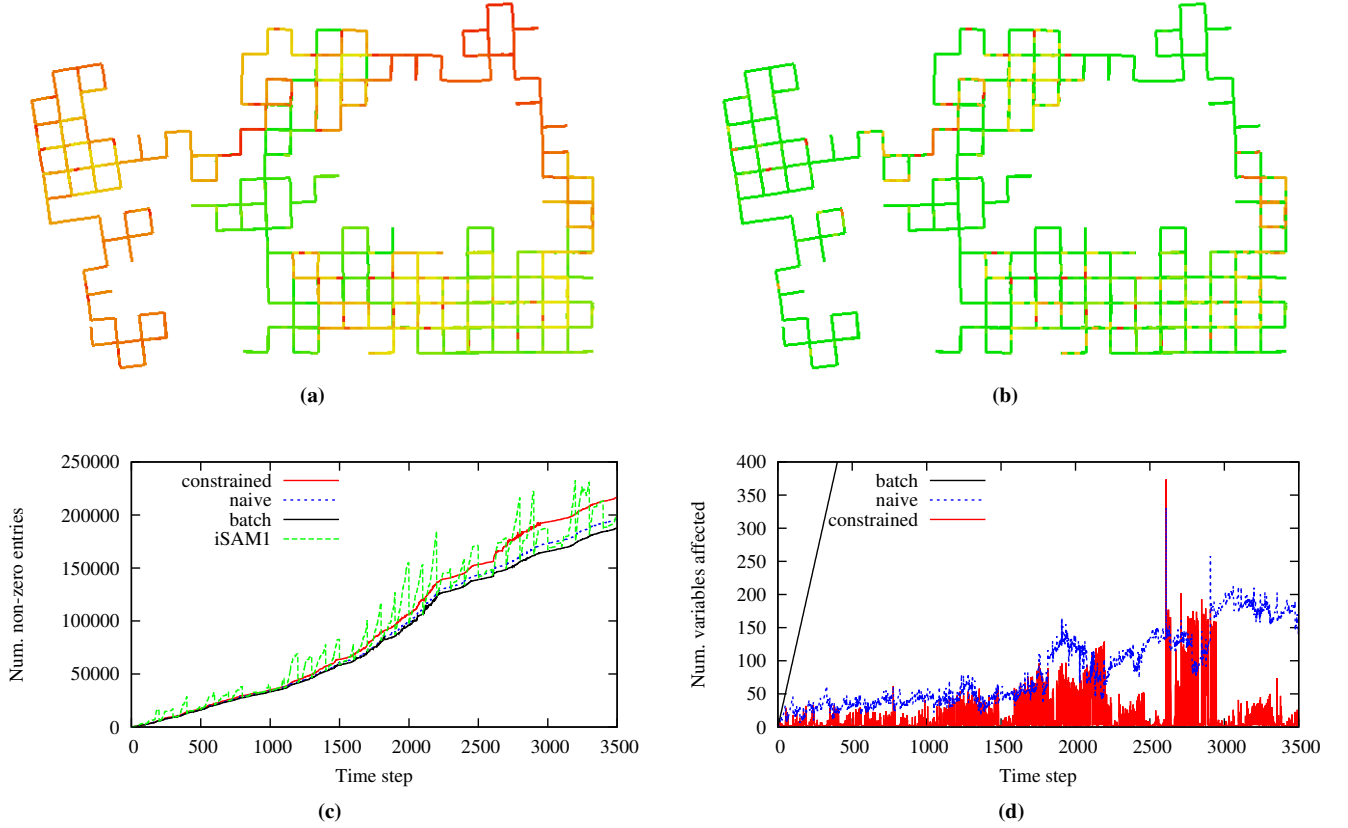 (a)
(b)
250000
200000
150000
100000
50000
0
Num. non-zero entries
constrained
naive
batch
iSAM1
0 500 1000 1500 2000 2500 3000 3500
Time step
(c)
400
350
300
250
200
150
100
50
0
Num. variables affected
batch
naive
constrained
0 500 1000 1500 2000 2500 3000 3500
Time step
(d)